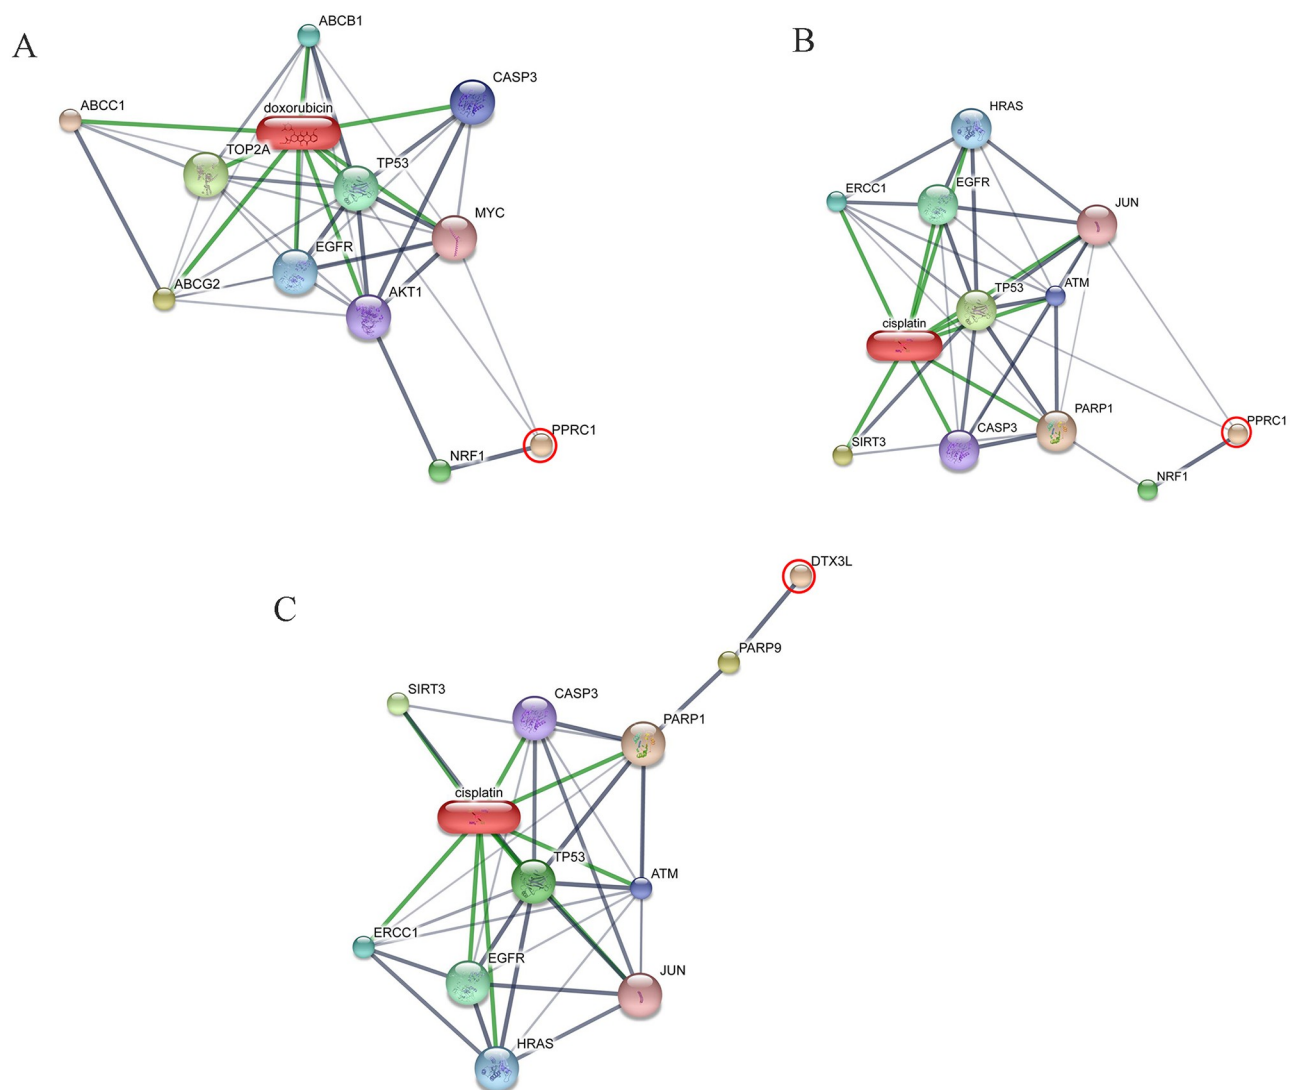 A
ABCB1
CASP3
ABCC1
doxorubicin
TOP2A
TP53
MYC
EGFR
ABCG2
AKT1
PPRC1
NRF1
B
HRAS
EGFR
ERCC1
JUN
ATM
TP53
cisplatin
PARP1
PPRC1
SIRT3
CASP3
NRF1
C
DTX3L
PARP9
SIRT3
CASP3
PARP1
cisplatin
TP53
ATM
ERCC1
EGFR
JUN
HRAS